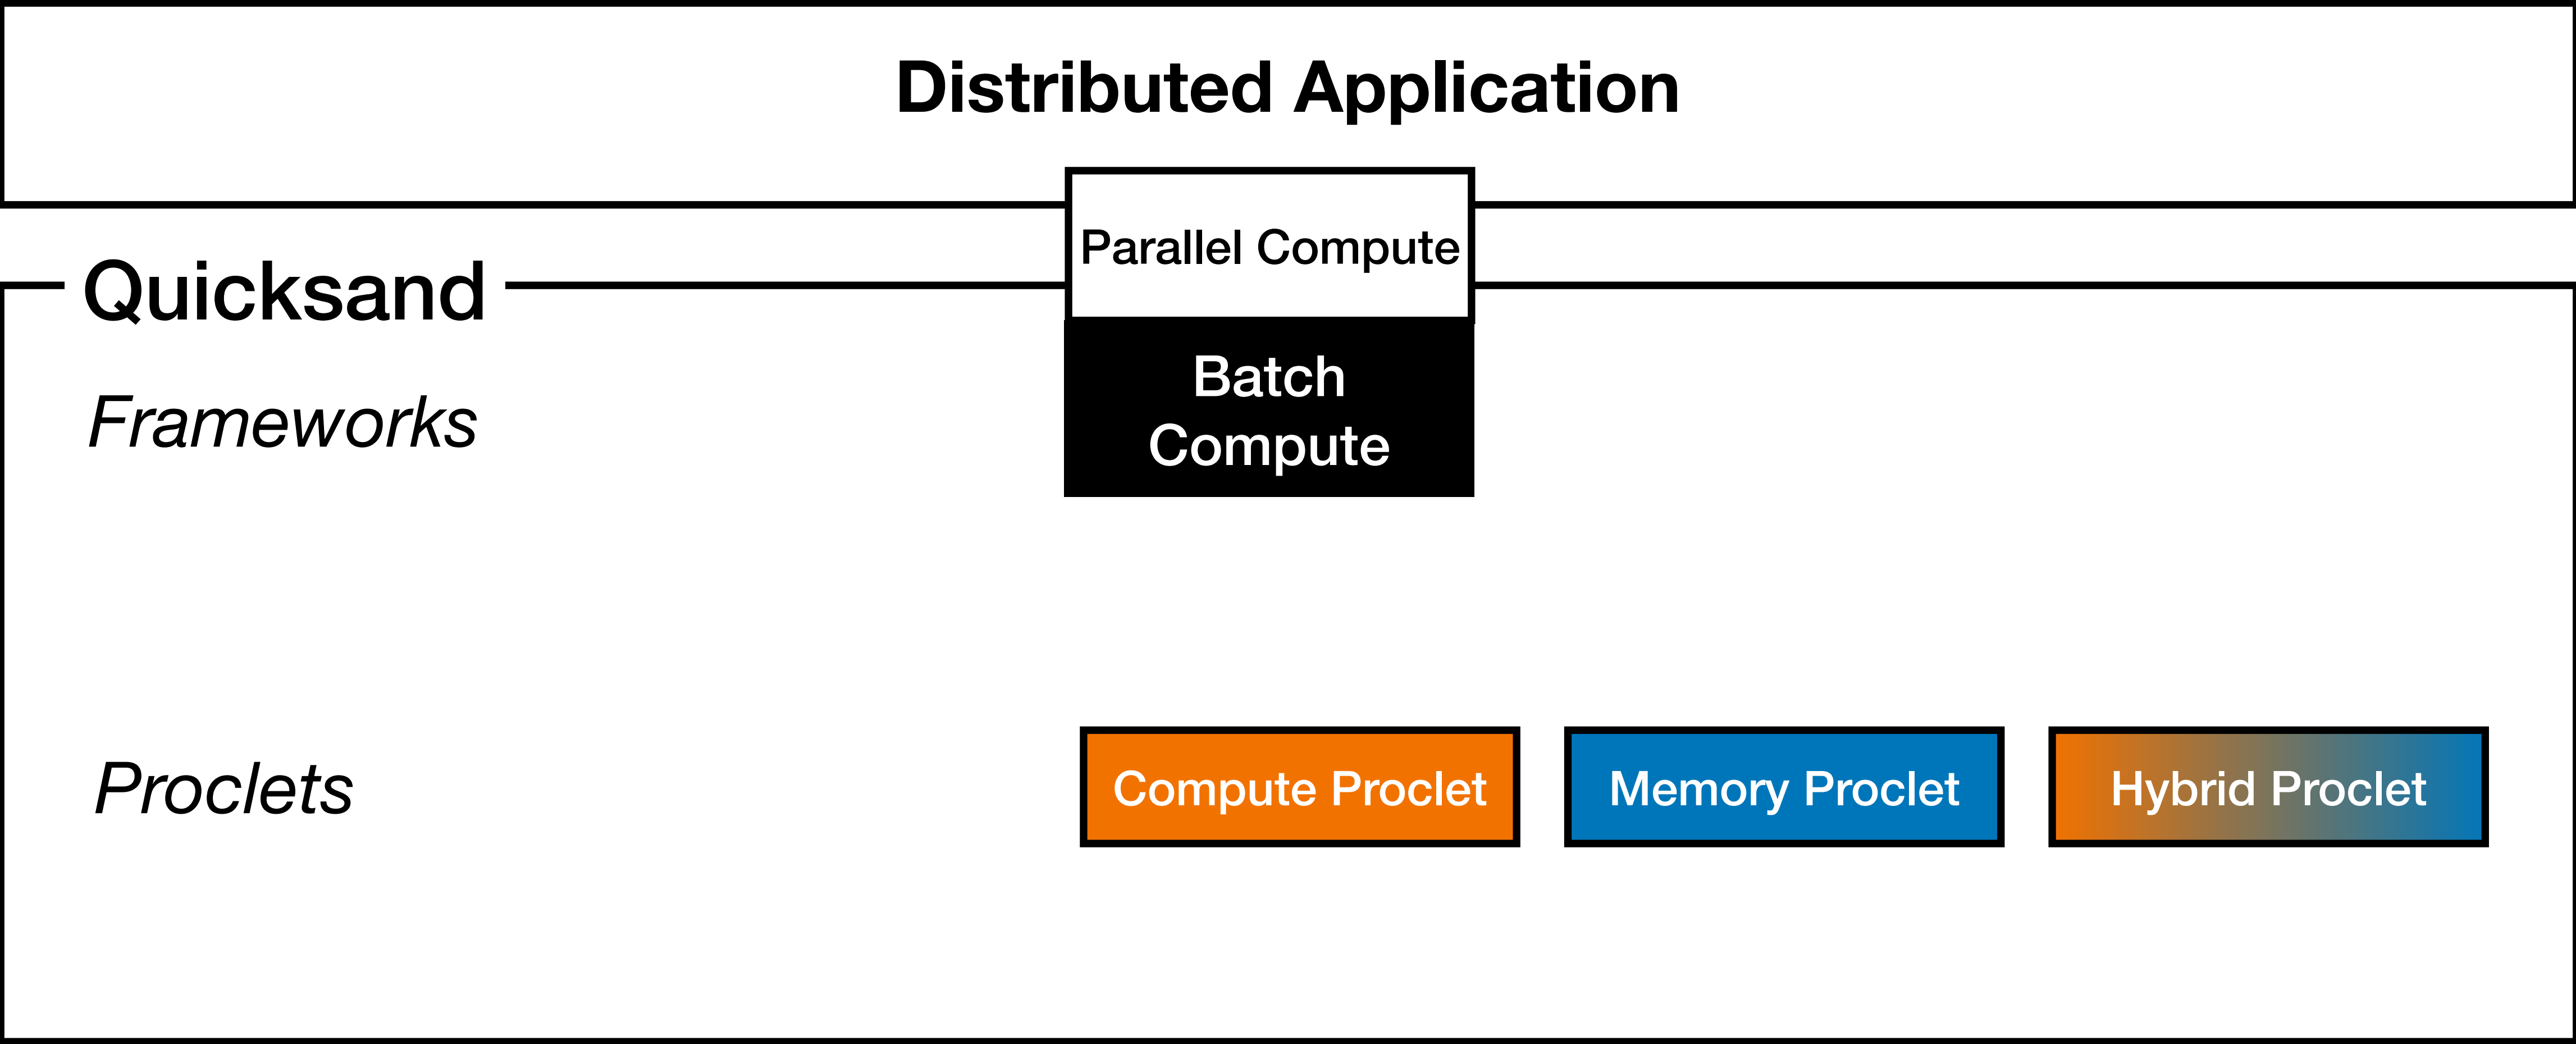 Distributed Application
Parallel Compute
Quicksand
Batch
Compute
Frameworks
Proclets
Compute Proclet
Memory Proclet
Hybrid Proclet